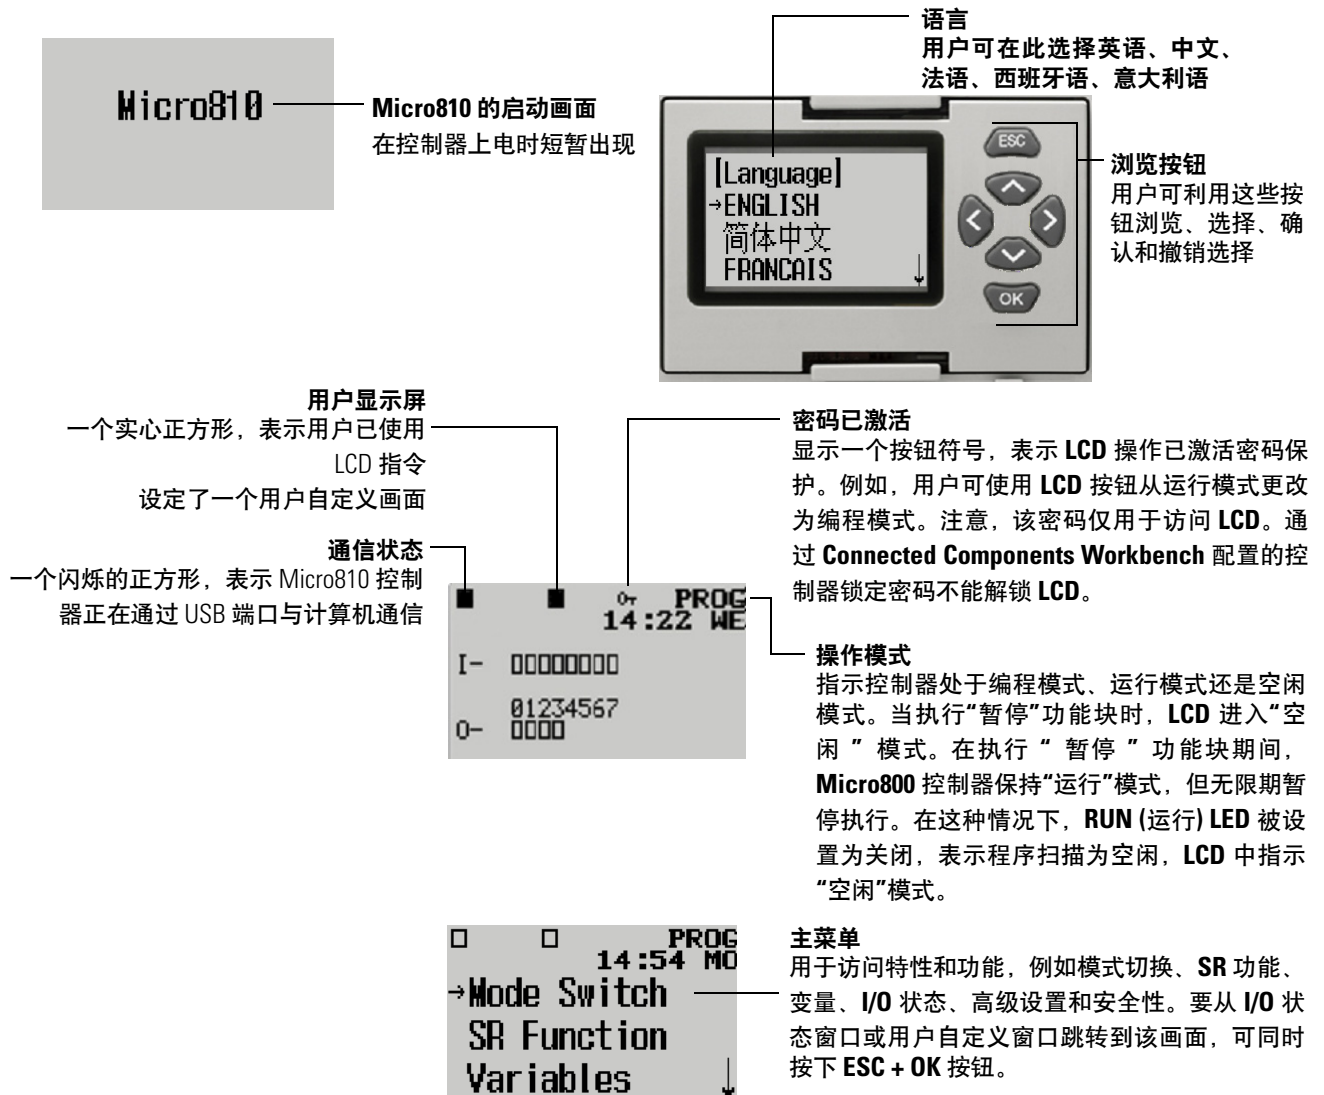 语言
用户可在此选择英语、中文、
法语、西班牙语、意大利语
Micro810
Micro810 的启动画面
在控制器上电时短暂出现
[Language]
→ENGLISH
简体中文
FRANCAIS
ESC
OK
浏览按钮
用户可利用这些按
钮浏览、选择、确
认和撤销选择
用户显示屏
一个实心正方形，表示用户已使用
LCD 指令
设定了一个用户自定义画面
通信状态
一个闪烁的正方形，表示 Micro810 控制
器正在通过 USB 端口与计算机通信
密码已激活
显示一个按钮符号，表示 LCD 操作已激活密码保
护。例如，用户可使用 LCD 按钮从运行模式更改
为编程模式。注意，该密码仅用于访问 LCD。通
过 Connected Components Workbench 配置的控
制器锁定密码不能解锁 LCD。
PROG
14:22 WE
I-
01234567
O-
操作模式
指示控制器处于编程模式、运行模式还是空闲
模式。当执行“暂停”功能块时，LCD 进入“空
闲 ” 模式。在执行 “ 暂停 ” 功能块期间，
Micro800 控制器保持“运行”模式，但无限期暂
停执行。在这种情况下，RUN (运行) LED 被设
置为关闭，表示程序扫描为空闲，LCD 中指示
“空闲”模式。
PROG
14:54 MO
→Mode Switch
SR Function
Variables
主菜单
用于访问特性和功能，例如模式切换、SR 功能、
变量、I/O 状态、高级设置和安全性。要从 I/O 状
态窗口或用户自定义窗口跳转到该画面，可同时
按下 ESC + OK 按钮。